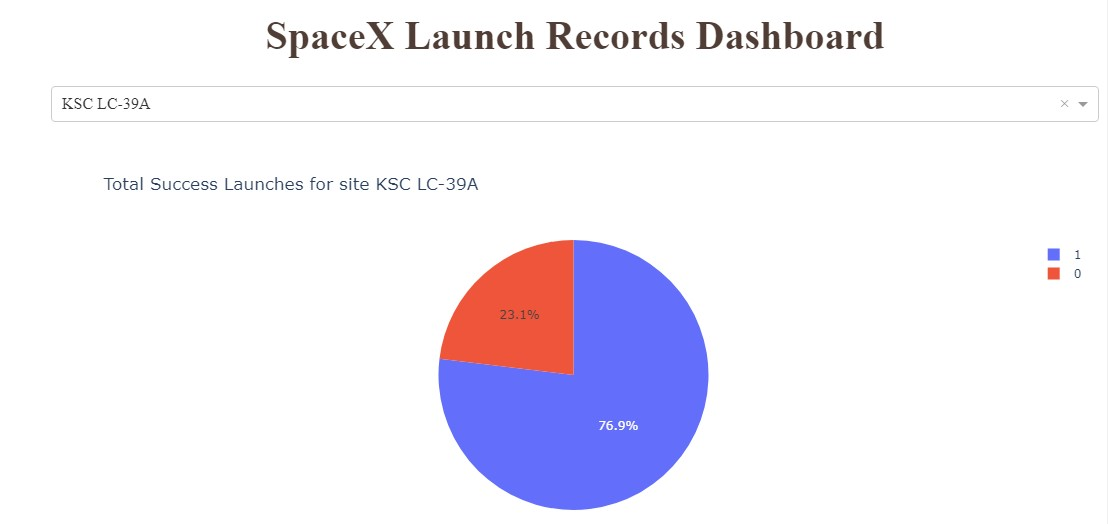 SpaceX Launch Records Dashboard
KSC LC-39A
×
Total Success Launches for site KSC LC-39A
1
0
23.1%
76.9%